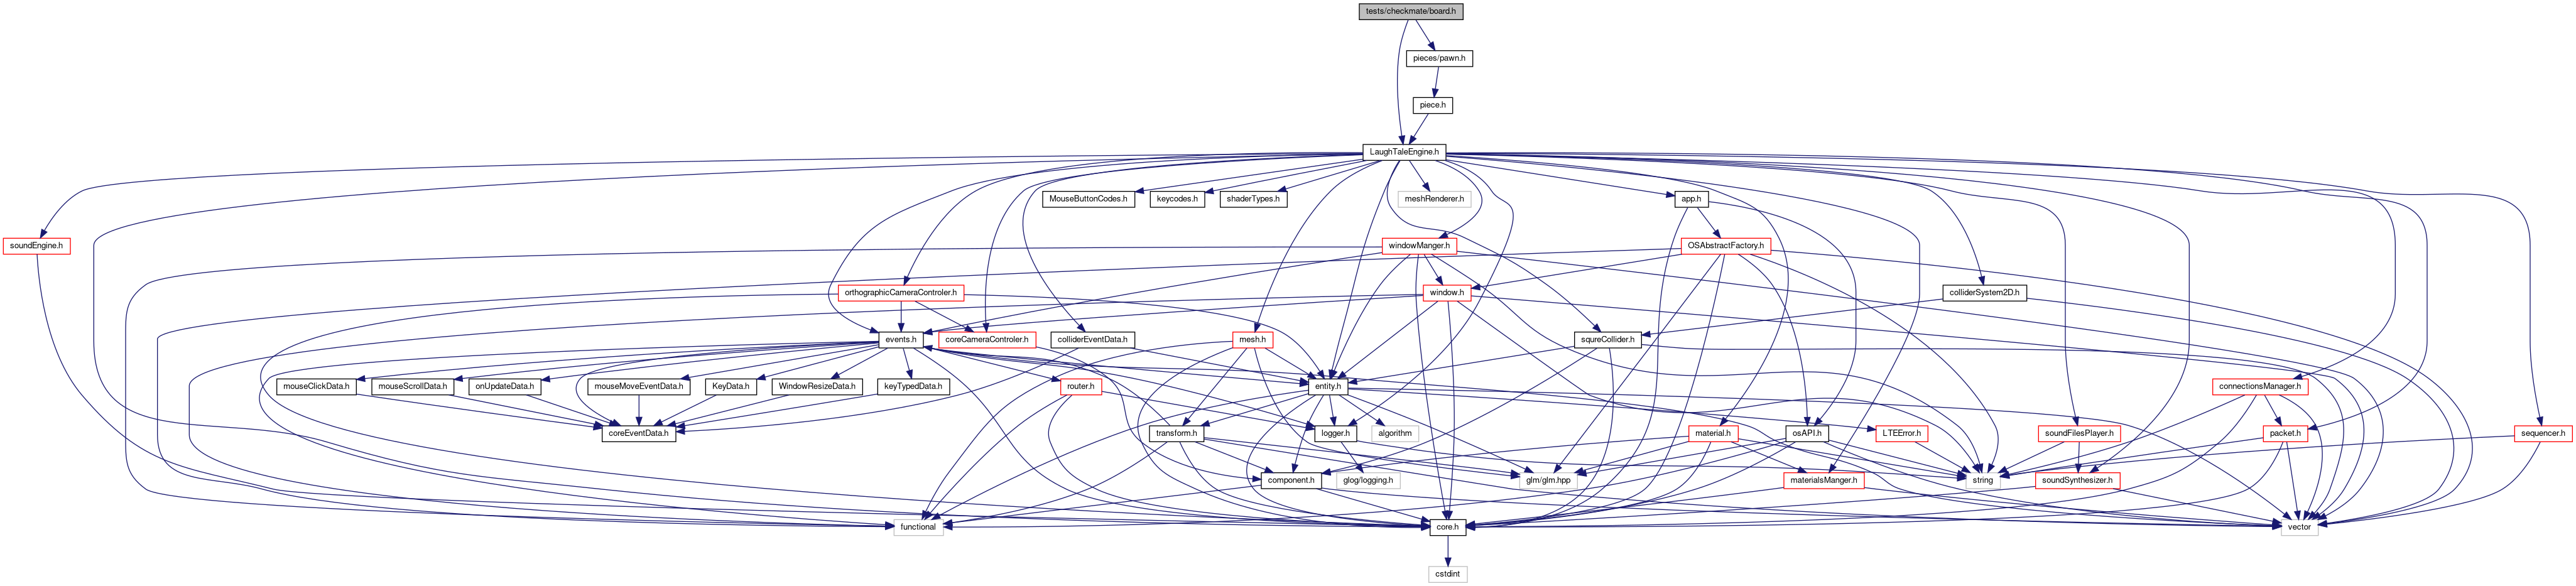 tests/checkmate/board.h
pieces/pawn.h
piece.h
LaughTaleEngine.h
MouseButtonCodes.h
keycodes.h
shaderTypes.h
meshRenderer.h
app.h
soundEngine.h
windowManger.h
OSAbstractFactory.h
orthographicCameraControler.h
window.h
colliderSystem2D.h
events.h
coreCameraControler.h
colliderEventData.h
mesh.h
squreCollider.h
mouseClickData.h
mouseScrollData.h
onUpdateData.h
mouseMoveEventData.h
KeyData.h
WindowResizeData.h
keyTypedData.h
router.h
entity.h
connectionsManager.h
coreEventData.h
transform.h
logger.h
algorithm
material.h
osAPI.h
LTEError.h
soundFilesPlayer.h
packet.h
sequencer.h
component.h
glog/logging.h
glm/glm.hpp
materialsManger.h
string
soundSynthesizer.h
functional
core.h
vector
cstdint